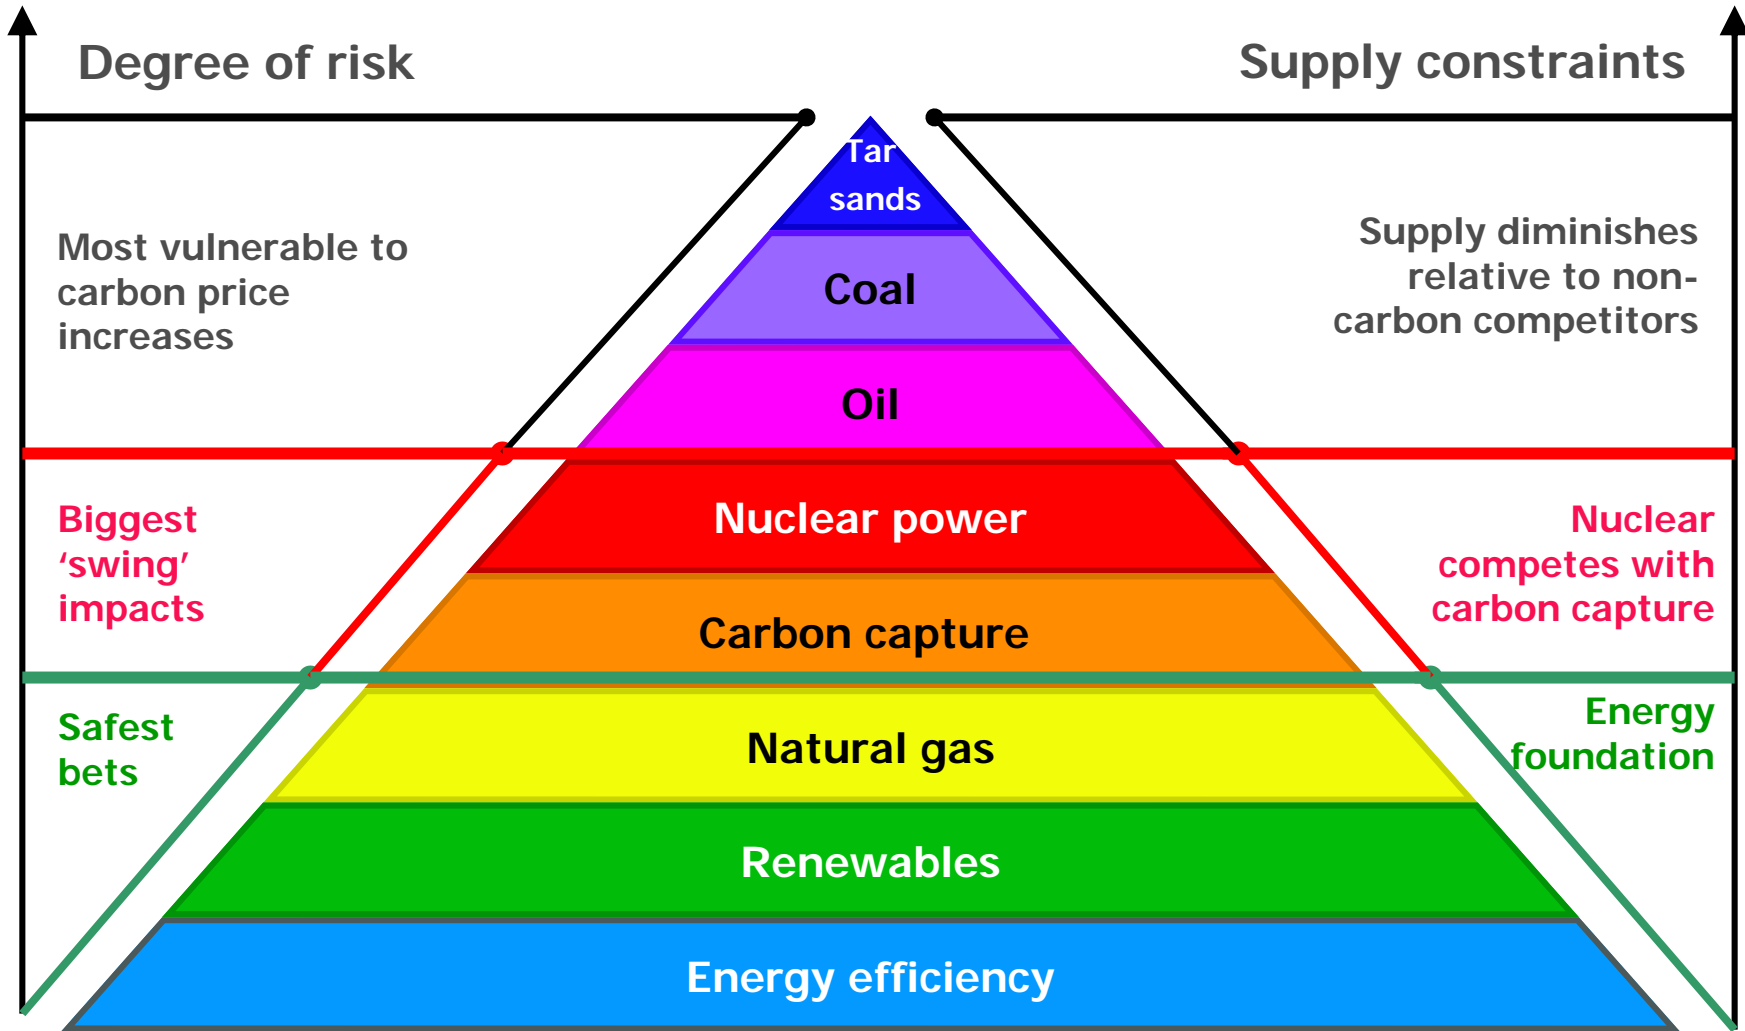 Degree of risk
Supply constraints
Tar
sands
Most vulnerable to
carbon price
increases
Supply diminishes
relative to non-
carbon competitors
Coal
Oil
Biggest
‘swing’
impacts
Nuclear power
Nuclear
competes with
carbon capture
Carbon capture
Safest
bets
Energy
foundation
Natural gas
Renewables
Energy efficiency